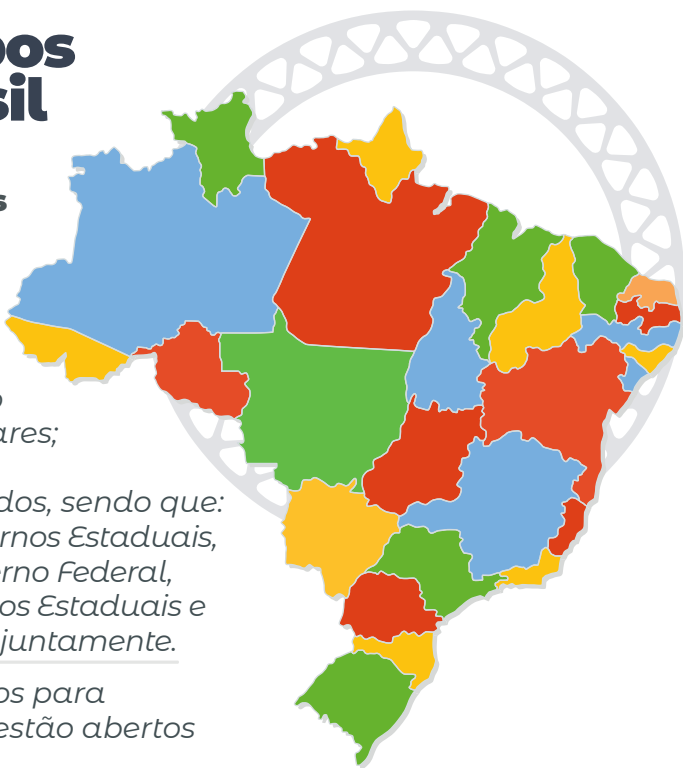 pos
sil
s
o
ares;
dos, sendo que:
rnos Estaduais,
erno Federal,
os Estaduais e
juntamente.
os para
estão abertos